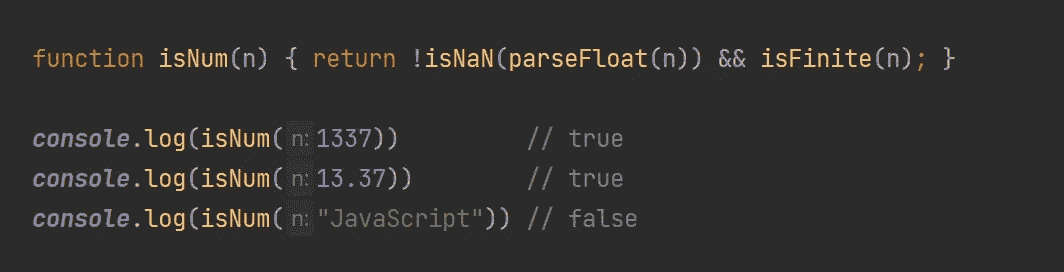 function isNum(n) { return !isNaN(parseFloat(n)) && isFinite(n); }
console.log(isNum( n: 1337)) // true
console.log(isNum( n: 13.37)) // true
console.log(isNum( n: "JavaScript")) // false